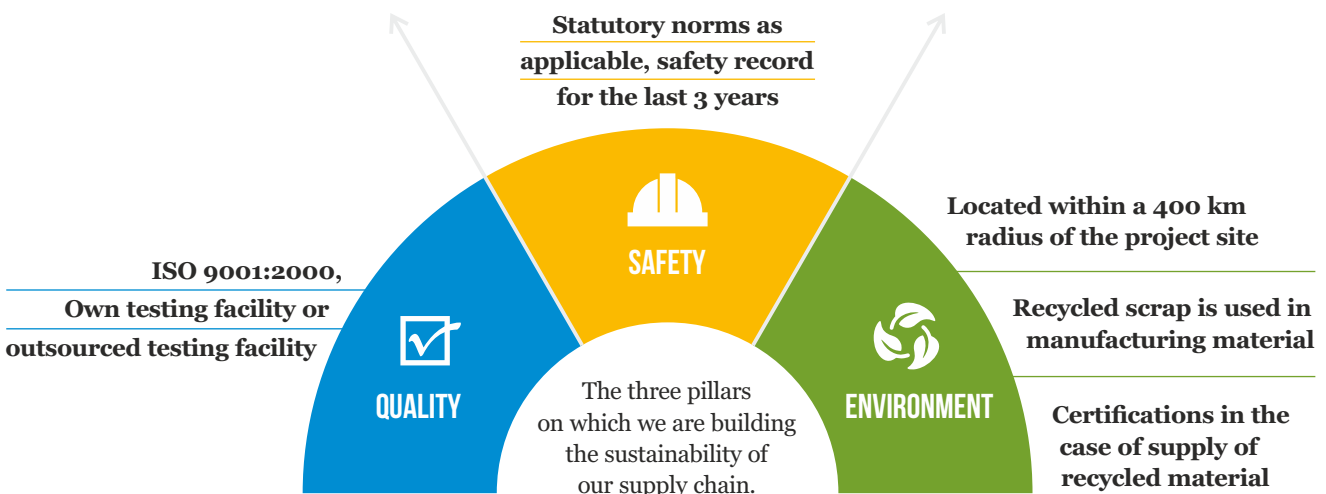 Statutory norms as
applicable, safety record
for the last 3 years
SAFETY
ISO 9001:2000,
Own testing facility or
outsourced testing facility
QUALITY
Located within a 400 km
radius of the project site
Recycled scrap is used in
manufacturing material
Certifications in the
case of supply of
recycled material
ENVIRONMENT
The three pillars
on which we are building
the sustainability of
our supply chain.